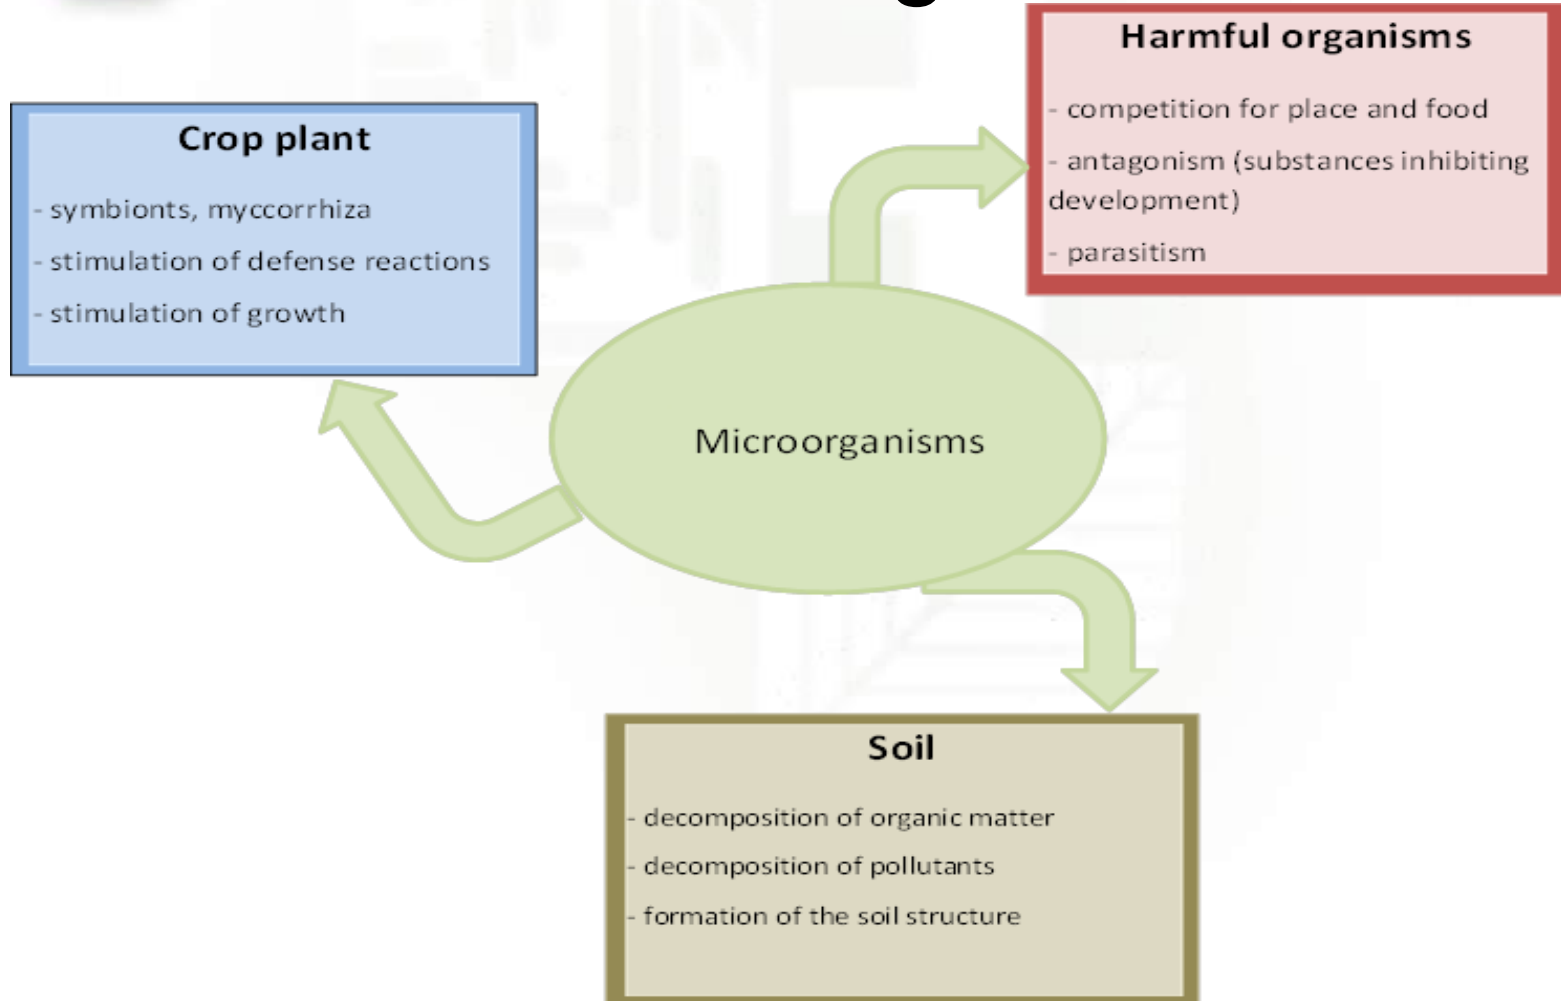 Crop plant
- symbionts, myccorrhiza
- stimulation of defense reactions
- stimulation of growth
Harmful organisms
- competition for place and food
- antagonism (substances inhibiting
development)
- parasitism
Microorganisms
Soil
- decomposition of organic matter
- decomposition of pollutants
- formation of the soil structure